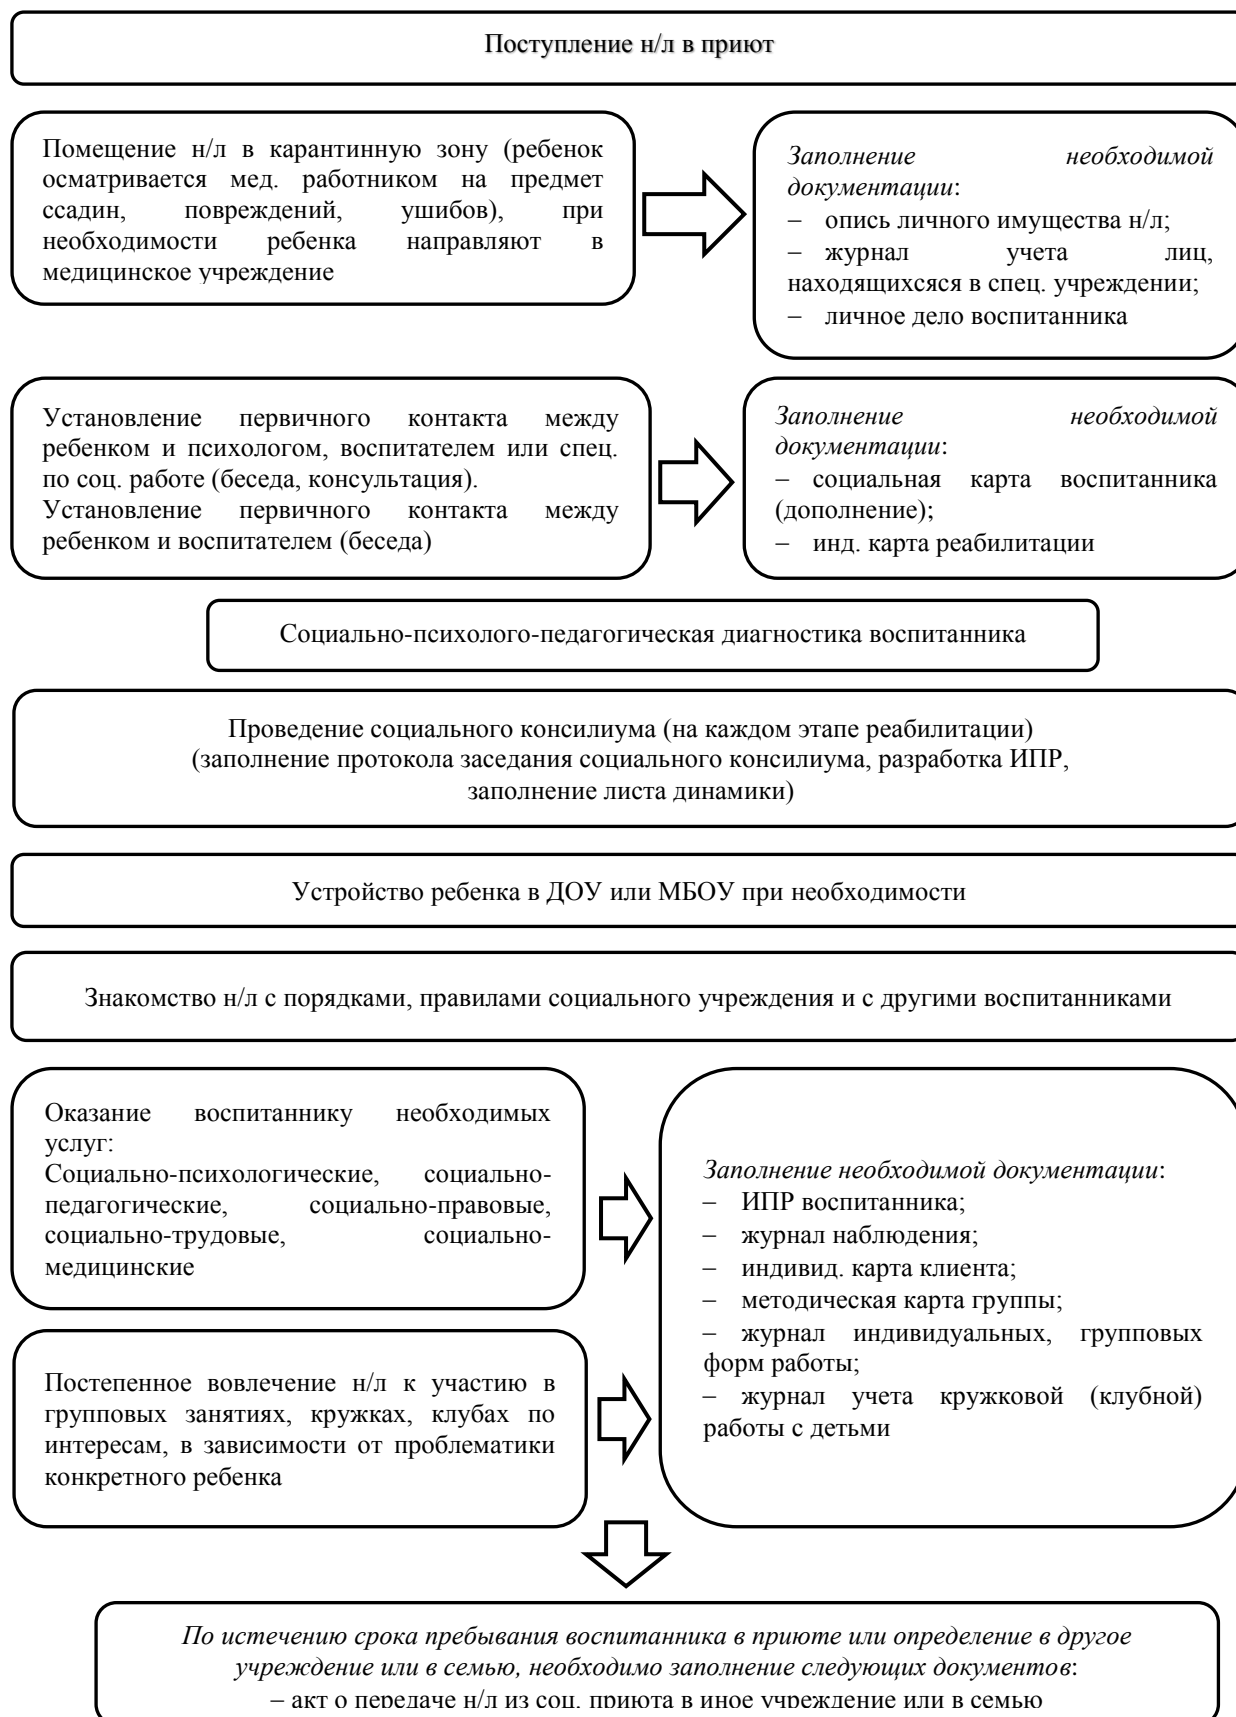 Поступление н/л в приют
Помещение н/л в карантинную зону (ребенок
осматривается мед. работником на предмет
ссадин, повреждений, ушибов), при
необходимости ребенка направляют в
медицинское учреждение
Заполнение необходимой
документации:
– опись личного имущества н/л;
– журнал учета лиц,
находящихсяся в спец. учреждении;
– личное дело воспитанника
Установление первичного контакта между
ребенком и психологом, воспитателем или спец.
по соц. работе (беседа, консультация).
Установление первичного контакта между
ребенком и воспитателем (беседа)
Заполнение необходимой
документации:
– социальная карта воспитанника
(дополнение);
– инд. карта реабилитации
Социально-психолого-педагогическая диагностика воспитанника
Проведение социального консилиума (на каждом этапе реабилитации)
(заполнение протокола заседания социального консилиума, разработка ИПР,
заполнение листа динамики)
Устройство ребенка в ДОУ или МБОУ при необходимости
Знакомство н/л с порядками, правилами социального учреждения и с другими воспитанниками
Оказание воспитаннику необходимых
услуг:
Социально-психологические, социально-
педагогические, социально-правовые,
социально-трудовые, социально-
медицинские
Постепенное вовлечение н/л к участию в
групповых занятиях, кружках, клубах по
интересам, в зависимости от проблематики
конкретного ребенка
Заполнение необходимой документации:
– ИПР воспитанника;
– журнал наблюдения;
– индивид. карта клиента;
– методическая карта группы;
– журнал индивидуальных, групповых
форм работы;
– журнал учета кружковой (клубной)
работы с детьми
По истечению срока пребывания воспитанника в приюте или определение в другое
учреждение или в семью, необходимо заполнение следующих документов:
– акт о передаче н/л из соц. приюта в иное учреждение или в семью